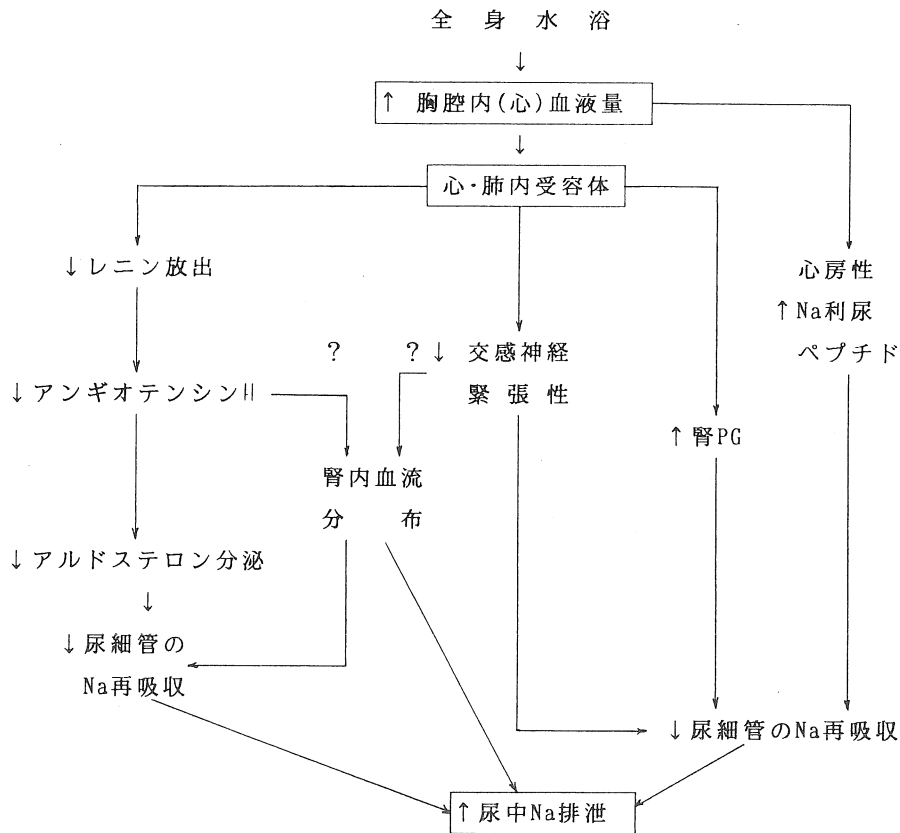 全身水浴
↓
↑ 胸腔内(心)血液量
↓
心・肺内受容体
↓レニン放出
心房性
↑Na利尿
ペプチド
? ?↓ 交感神経
緊張性
↓アンギオテンシンII
↑腎PG
腎内血流
分布
↓アルドステロン分泌
↓
↓尿細管の
Na再吸収
↓尿細管のNa再吸収
↑尿中Na排泄